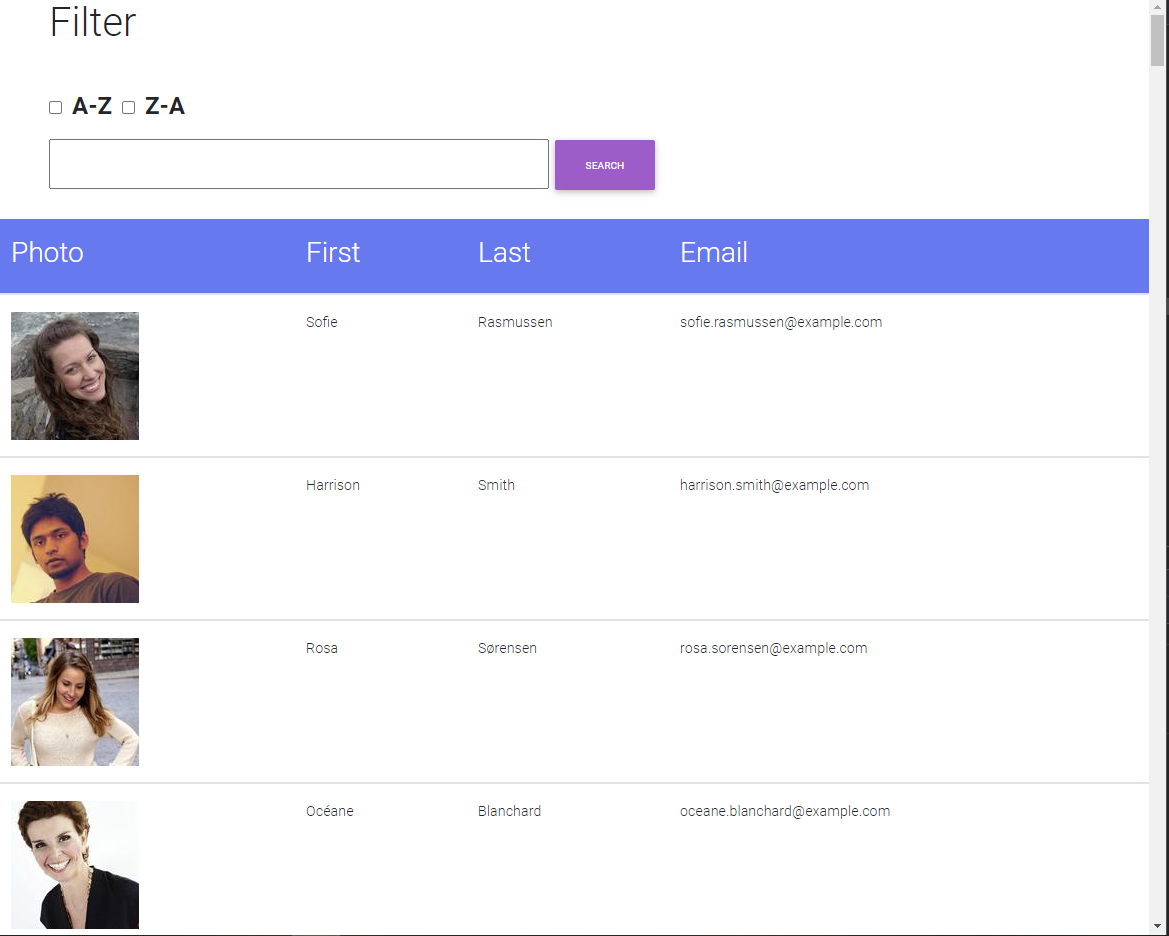 Filter
A-Z Z-A
SEARCH
Photo First Last Email
Sofie Rasmussen sofie.rasmussen@example.com
Harrison Smith harrison.smith@example.com
Rosa Sørensen rosa.sorensen@example.com
Océane Blanchard oceane.blanchard@example.com